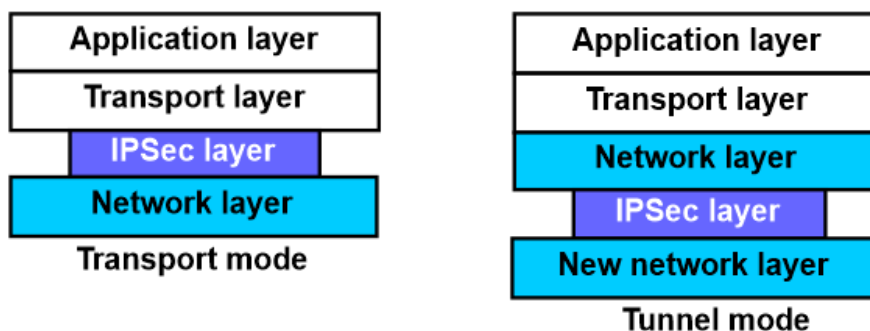 Application layer
Transport layer
IPSec layer
Network layer
Transport mode
Application layer
Transport layer
Network layer
IPSec layer
New network layer
Tunnel mode